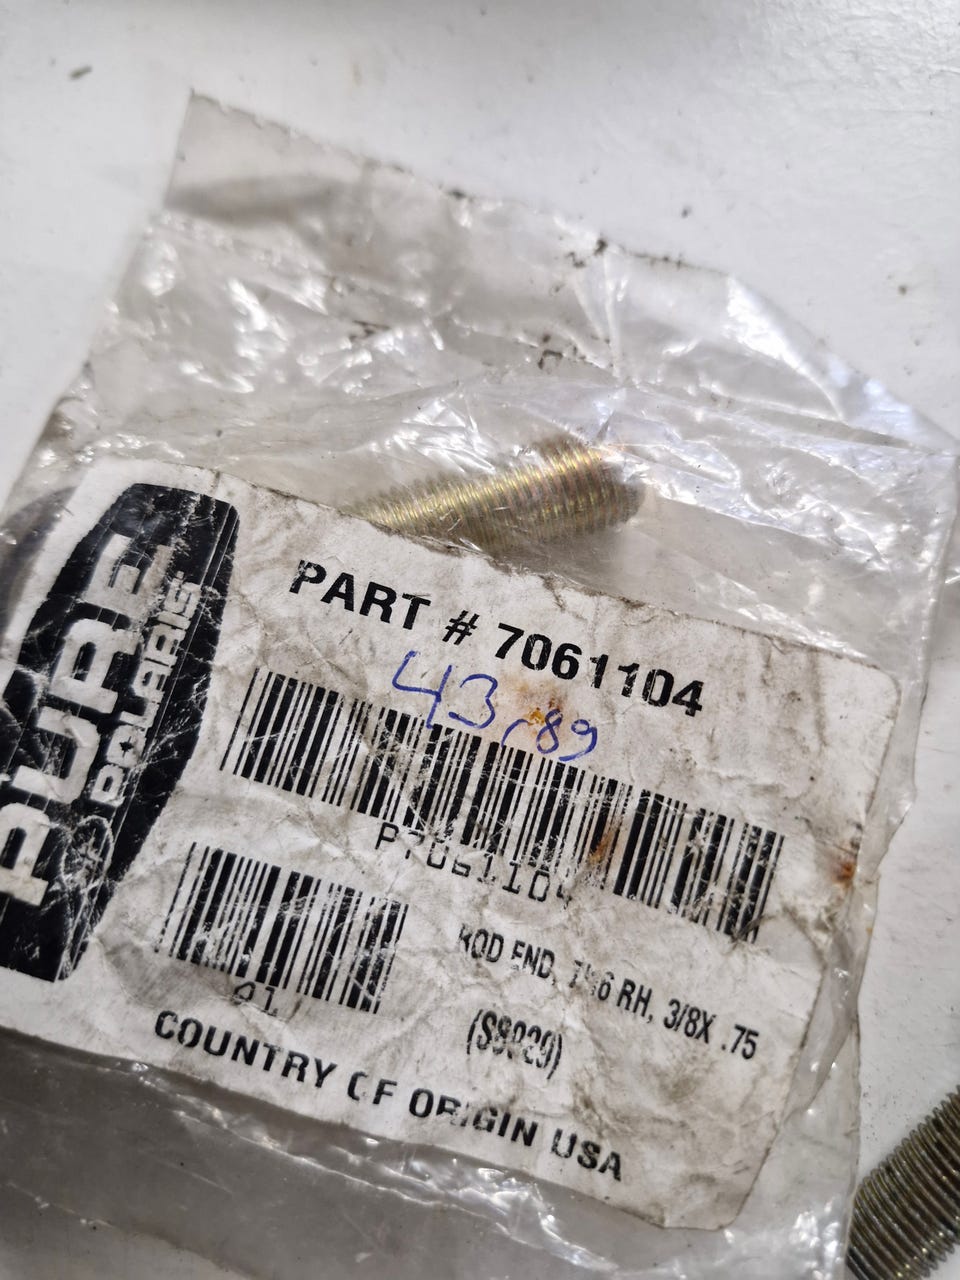 PURE
POLARIS
PART # 7061104
43,89
P7061104
01
ROD END, 7/16 RH, 3/8X .75
COUNTRY OF ORIGIN USA